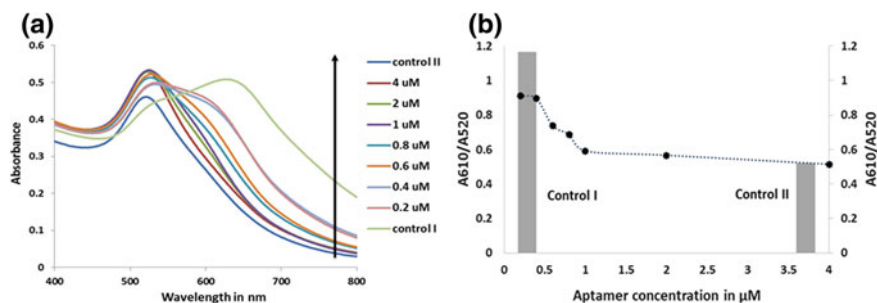 (a)
0.6
0.5
0.4
0.3
0.2
0.1
0
Absorbance
400 500 600 700 800
Wavelength in nm
control II
4 uM
2 uM
1 uM
0.8 uM
0.6 uM
0.4 uM
0.2 uM
control I
(b)
1.2
1
0.8
0.6
0.4
0.2
0
A610/A520
Control I
Control II
0 0.5 1 1.5 2 2.5 3 3.5 4
Aptamer concentration in µM
1.2
1
0.8
0.6
0.4
0.2
0
A610/A520